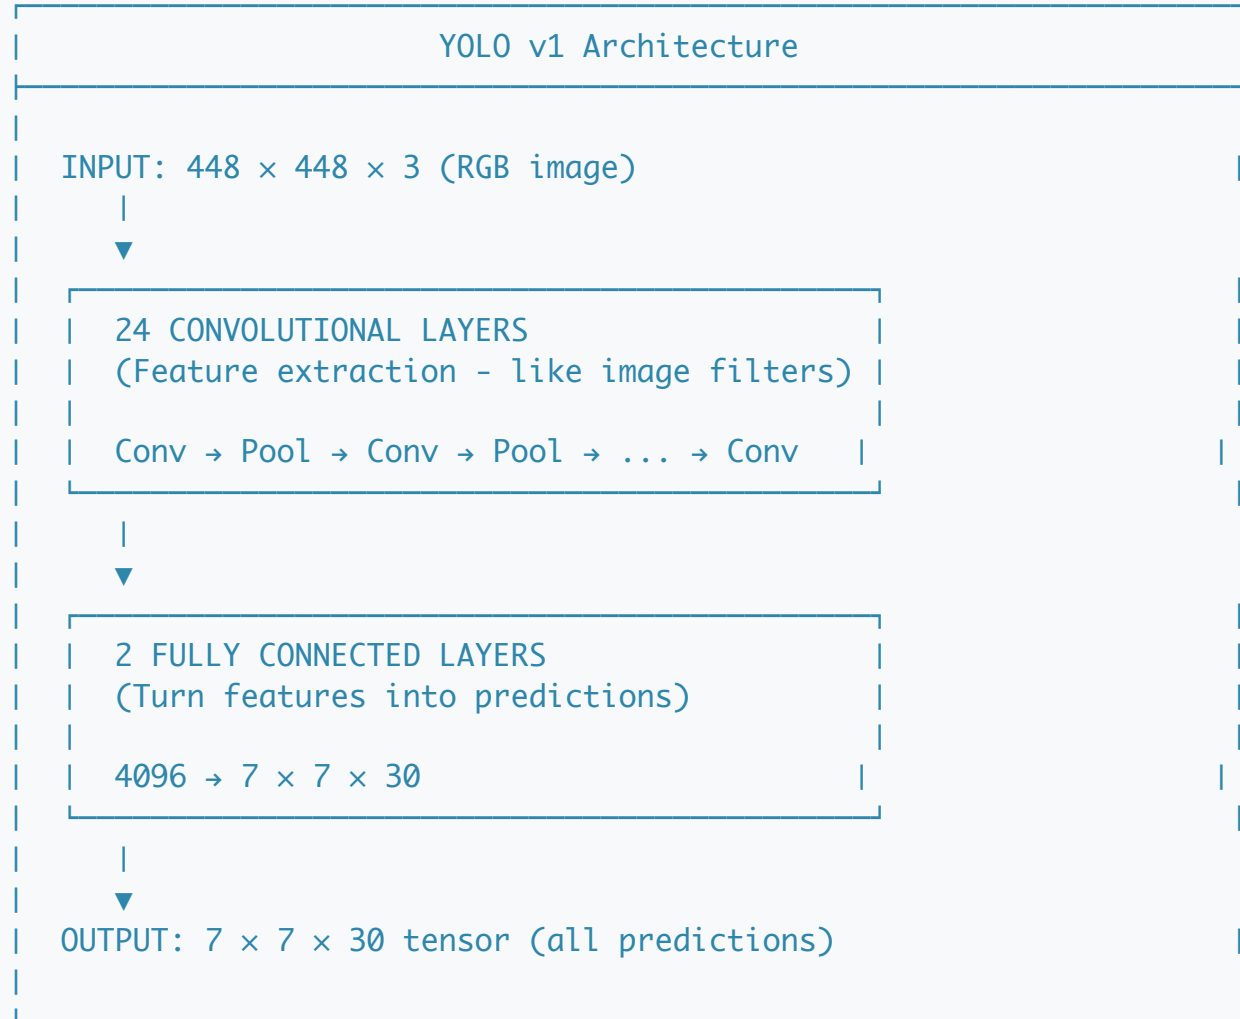 YOLO v1 Architecture
INPUT: 448 × 448 × 3 (RGB image)
▼
24 CONVOLUTIONAL LAYERS
(Feature extraction - like image filters)
Conv → Pool → Conv → Pool → ... → Conv
▼
2 FULLY CONNECTED LAYERS
(Turn features into predictions)
4096 → 7 × 7 × 30
▼
OUTPUT: 7 × 7 × 30 tensor (all predictions)